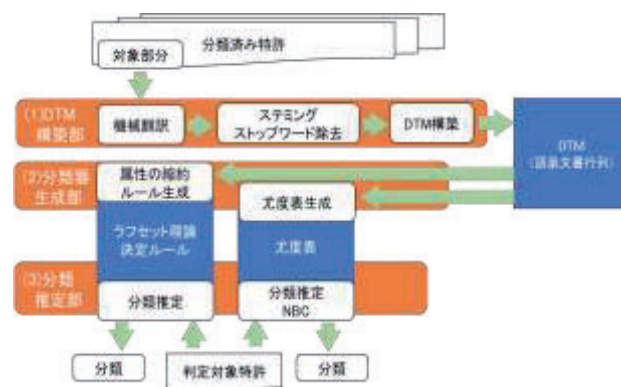 分類済み特許
対象部分
(1)DTM
構築部
機械翻訳
ステミング
ストップワード除去
DTM構築
DTM
(語彙文書行列)
(2)分類器
生成部
属性の縮約
ルール生成
尤度表生成
ラフセット理論
決定ルール
尤度表
(3)分類
推定部
分類推定
分類推定
NBC
分類
判定対象特許
分類